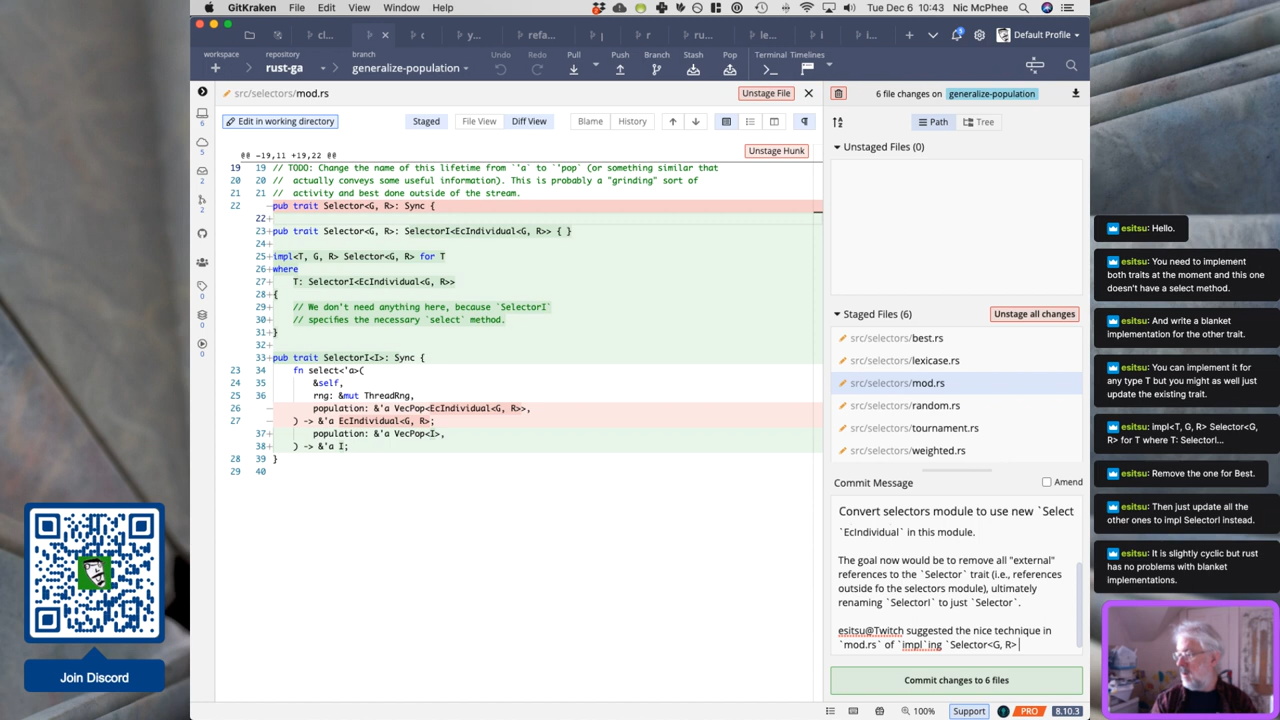 GitKraken File Edit View Window Help
Tue Dec 6 10:43 Nic McPhee
cl...
y...
refa...
r
ru...
le...
i
i...
Default Profile
workspace
repository
rust-ga
branch
generalize-population
Undo Redo Pull Push Branch Stash Pop Terminal Timelines
src/selectors/mod.rs
Unstage File
Edit in working directory
Staged File View Diff View Blame History
@@ -19,11 +19,22 @@
Unstage Hunk
19 19 // TODO: Change the name of this lifetime from `'a` to `'pop` (or something similar that
20 20 // actually conveys some useful information). This is probably a "grinding" sort of
21 21 // activity and best done outside of the stream.
22 - pub trait Selector<G, R>: Sync {
22 +
23 + pub trait Selector<G, R>: SelectorI<EcIndividual<G, R>> { }
24 +
25 + impl<T, G, R> Selector<G, R> for T
26 + where
27 + T: SelectorI<EcIndividual<G, R>>
28 + {
29 + // We don't need anything here, because `SelectorI`
30 + // specifies the necessary `select` method.
31 + }
32 +
33 + pub trait SelectorI<I>: Sync {
23 34 fn select<'a>(
24 35 &self,
25 36 rng: &mut ThreadRng,
26 - population: &'a VecPop<EcIndividual<G, R>>,
27 - ) -> &'a EcIndividual<G, R>;
37 + population: &'a VecPop<I>,
38 + ) -> &'a I;
28 39 }
29 40
6 file changes on generalize-population
Path Tree
Unstaged Files (0)
Staged Files (6)
Unstage all changes
src/selectors/best.rs
src/selectors/lexicase.rs
src/selectors/mod.rs
src/selectors/random.rs
src/selectors/tournament.rs
src/selectors/weighted.rs
Commit Message
Amend
Convert selectors module to use new `Select
`EcIndividual` in this module.
The goal now would be to remove all "external"
references to the `Selector` trait (i.e., references
outside fo the selectors module), ultimately
renaming `SelectorI` to just `Selector`.
esitsu@Twitch suggested the nice technique in
`mod.rs` of `impl`ing `Selector<G, R>
Commit changes to 6 files
100%
Support
PRO
8.10.3
6
5
2
2
0
0
0
Join Discord
esitsu: Hello.
esitsu: You need to implement
both traits at the moment and this one
doesn't have a select method.
esitsu: And write a blanket
implementation for the other trait.
esitsu: You can implement it for
any type T but you might as well just
update the existing trait.
esitsu: impl<T, G, R> Selector<G,
R> for T where T: SelectorI...
esitsu: Remove the one for Best.
esitsu: Then just update all the
other ones to impl SelectorI instead.
esitsu: It is slightly cyclic but rust
has no problems with blanket
implementations.